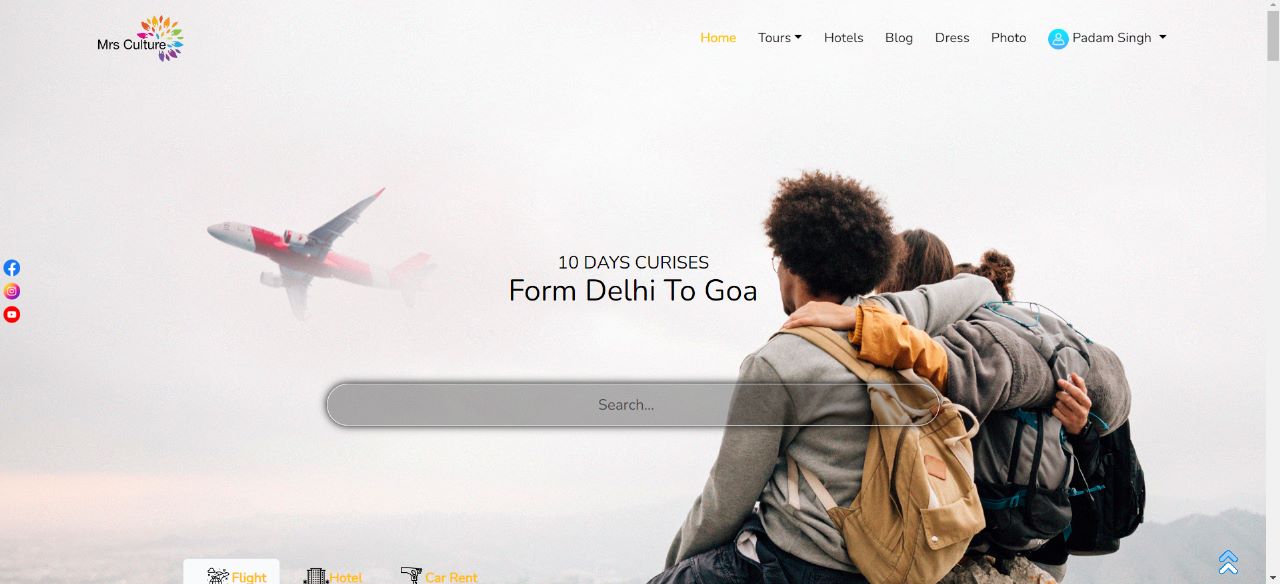 Mrs Culture
Home Tours Hotels Blog Dress Photo Padam Singh
10 DAYS CURISES
Form Delhi To Goa
Search...
Flight Hotel Car Rent